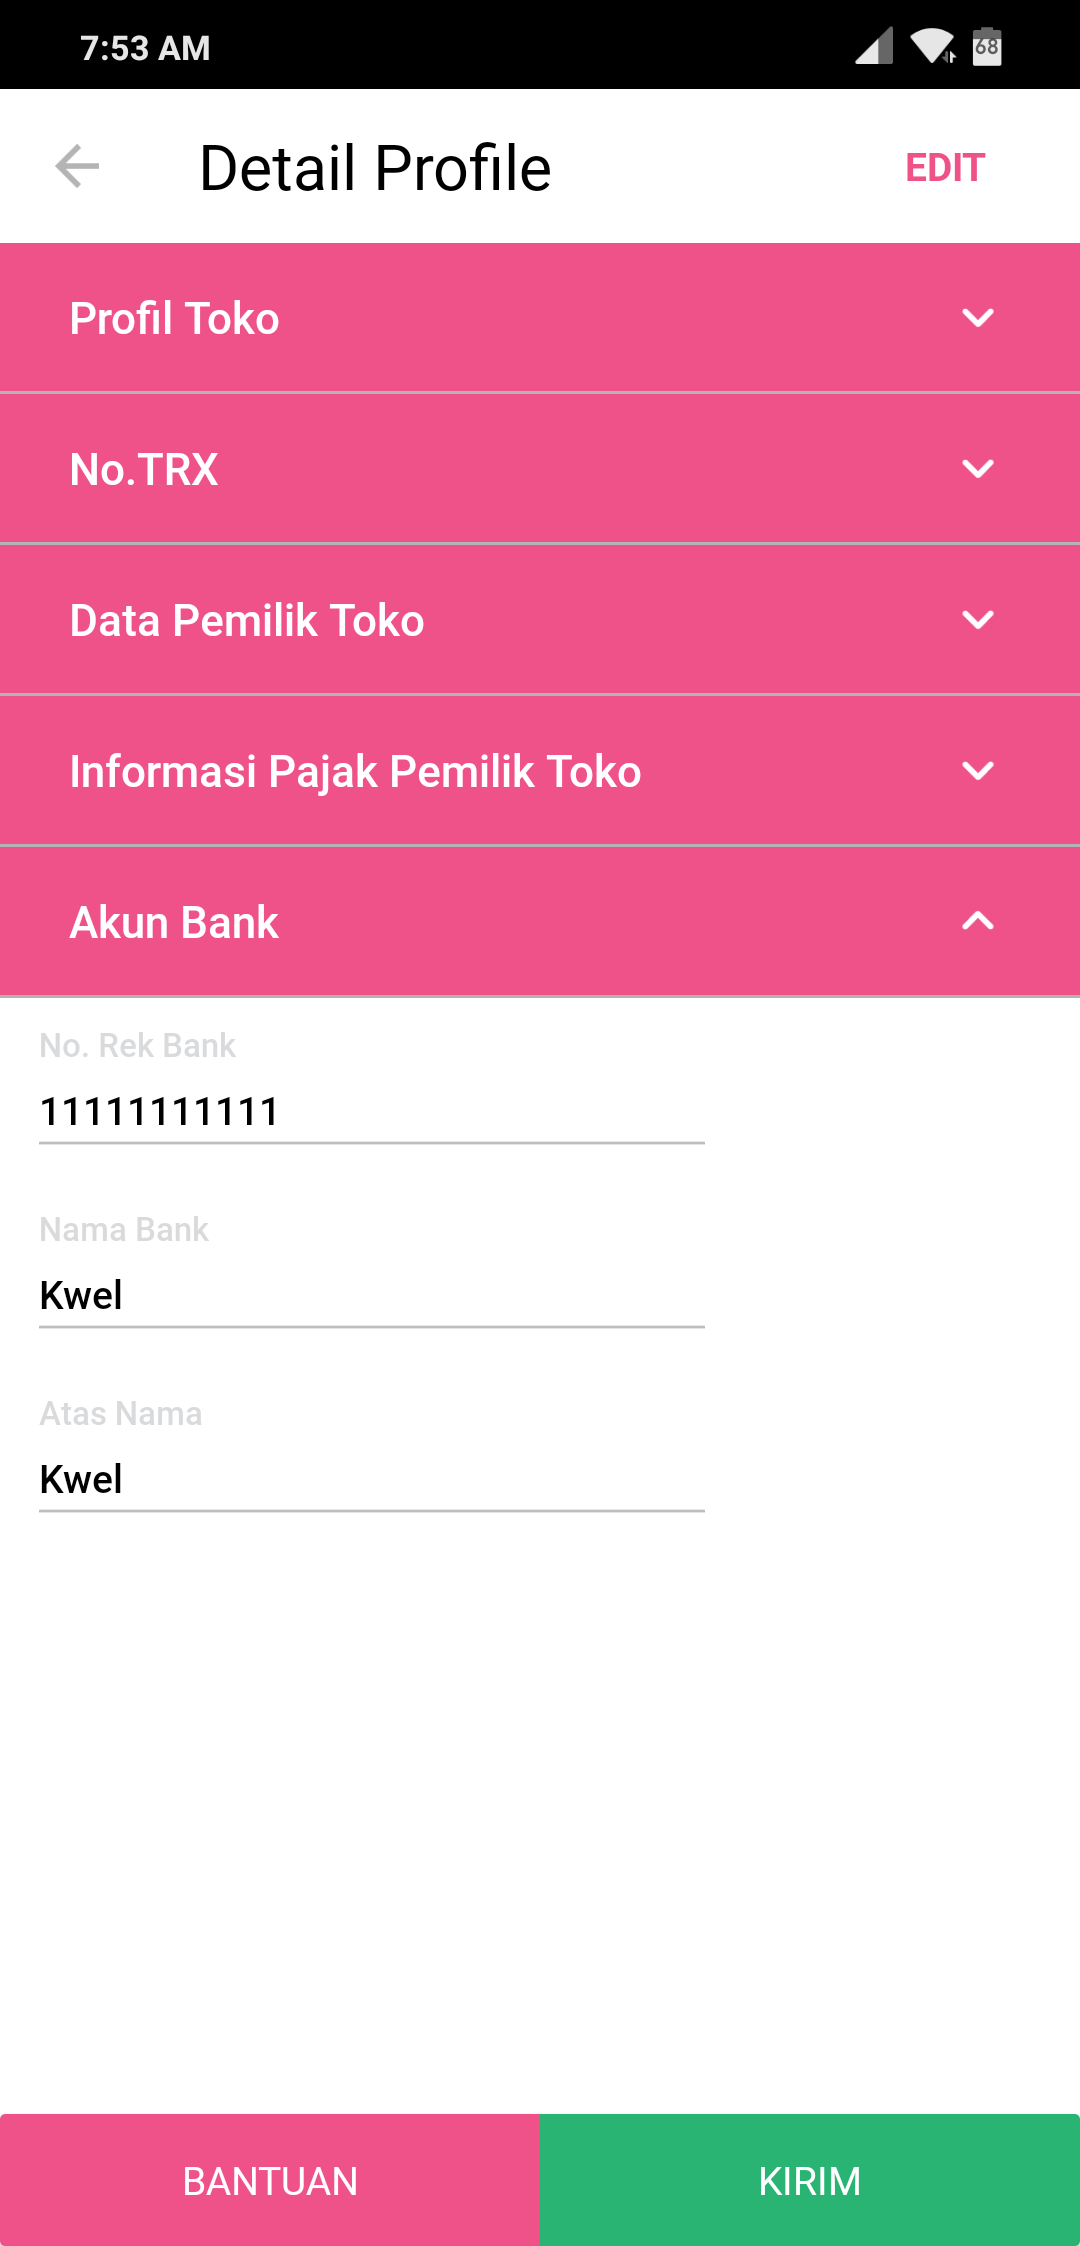 7:53 AM
68
Detail Profile
EDIT
Profil Toko
No.TRX
Data Pemilik Toko
Informasi Pajak Pemilik Toko
Akun Bank
No. Rek Bank
11111111111
Nama Bank
Kwel
Atas Nama
Kwel
BANTUAN
KIRIM